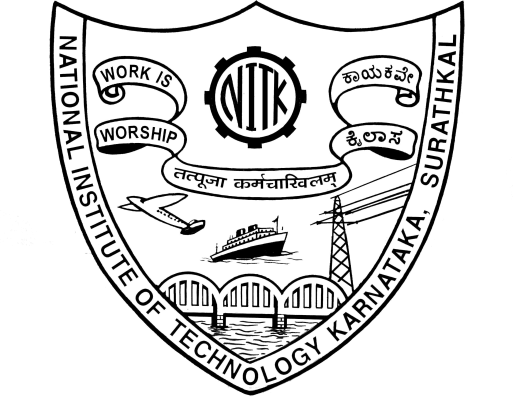 NATIONAL INSTITUTE OF TECHNOLOGY KARNATAKA, SURATHKAL
WORK IS
WORSHIP
NITK
ಕಾಯಕವೇ
ಕೈಲಾಸ
तत्पूजा कर्मचारिवलम्